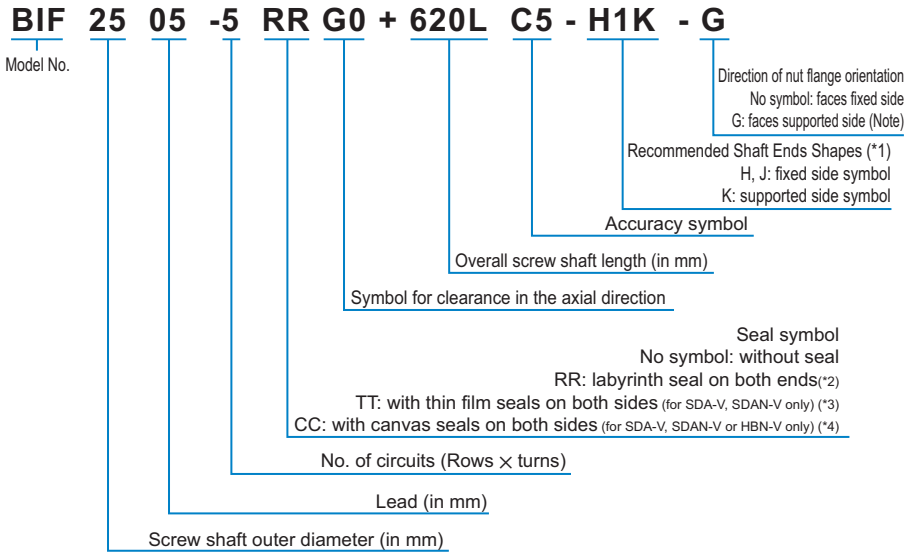 BIF 25 05 -5 RR G0 + 620L C5 - H1K - G
Model No.
Direction of nut flange orientation
No symbol: faces fixed side
G: faces supported side (Note)
Recommended Shaft Ends Shapes (*1)
H, J: fixed side symbol
K: supported side symbol
Accuracy symbol
Overall screw shaft length (in mm)
Symbol for clearance in the axial direction
Seal symbol
No symbol: without seal
RR: labyrinth seal on both ends(*2)
TT: with thin film seals on both sides (for SDA-V, SDAN-V only) (*3)
CC: with canvas seals on both sides (for SDA-V, SDAN-V or HBN-V only) (*4)
No. of circuits (Rows × turns)
Lead (in mm)
Screw shaft outer diameter (in mm)